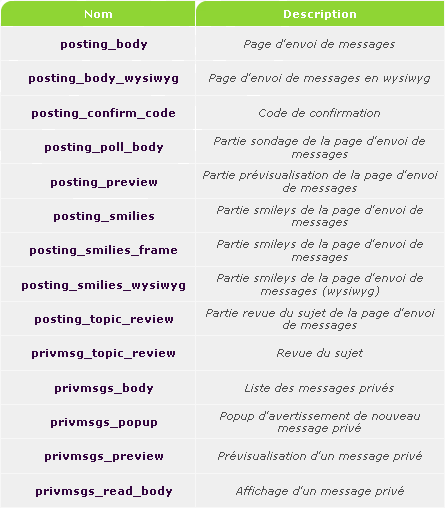 Nom Description
posting_body Page d'envoi de messages
posting_body_wysiwyg Page d'envoi de messages en wysiwyg
posting_confirm_code Code de confirmation
posting_poll_body Partie sondage de la page d'envoi de
messages
posting_preview Partie prévisualisation de la page d'envoi
de messages
posting_smilies Partie smileys de la page d'envoi de
messages
posting_smilies_frame Partie smileys de la page d'envoi de
messages
posting_smilies_wysiwyg Partie smileys de la page d'envoi de
messages (wysiwyg)
posting_topic_review Partie revue du sujet de la page d'envoi
de messages
privmsg_topic_review Revue du sujet
privmsgs_body Liste des messages privés
privmsgs_popup Popup d'avertissement de nouveau
message privé
privmsgs_preview Prévisualisation d'un message privé
privmsgs_read_body Affichage d'un message privé